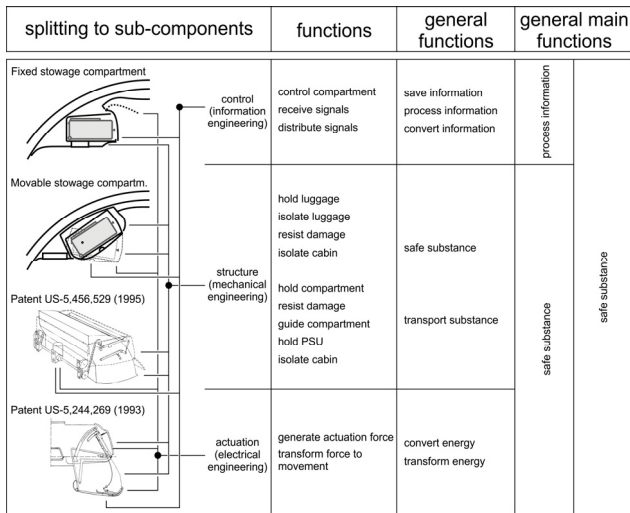 splitting to sub-components
functions
general
functions
general main
functions
Fixed stowage compartment
Movable stowage compartm.
Patent US-5,456,529 (1995)
Patent US-5,244,269 (1993)
control
(information
engineering)
control compartment
receive signals
distribute signals
save information
process information
convert information
process information
structure
(mechanical
engineering)
hold luggage
isolate luggage
resist damage
isolate cabin
safe substance
hold compartment
resist damage
guide compartment
hold PSU
isolate cabin
transport substance
safe substance
safe substance
actuation
(electrical
engineering)
generate actuation force
transform force to
movement
convert energy
transform energy